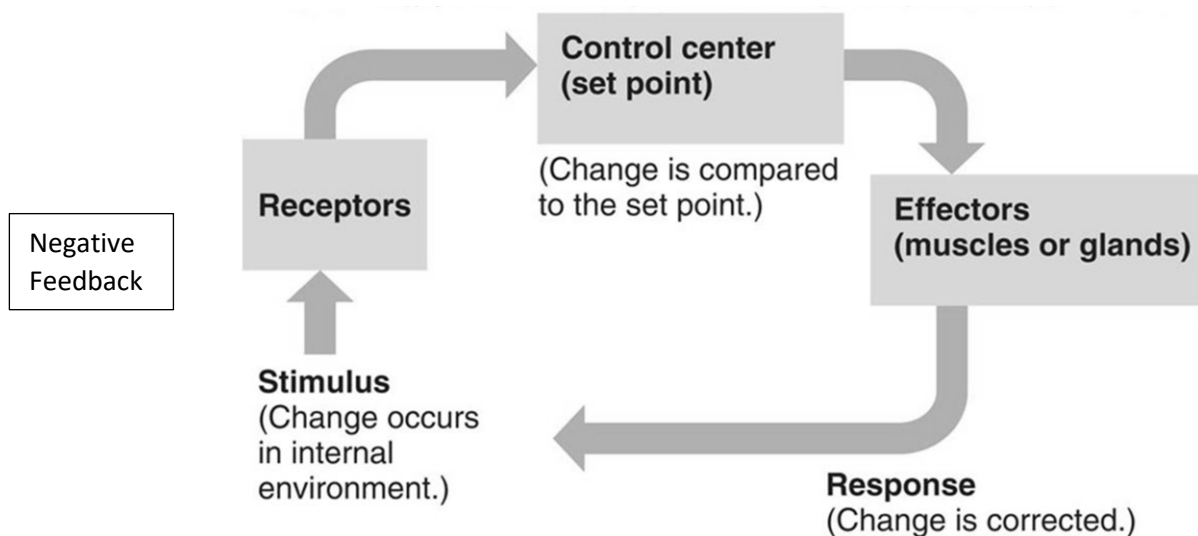 Control center
(set point)
(Change is compared
to the set point.)
Receptors
Effectors
(muscles or glands)
Negative
Feedback
Stimulus
(Change occurs
in internal
environment.)
Response
(Change is corrected.)